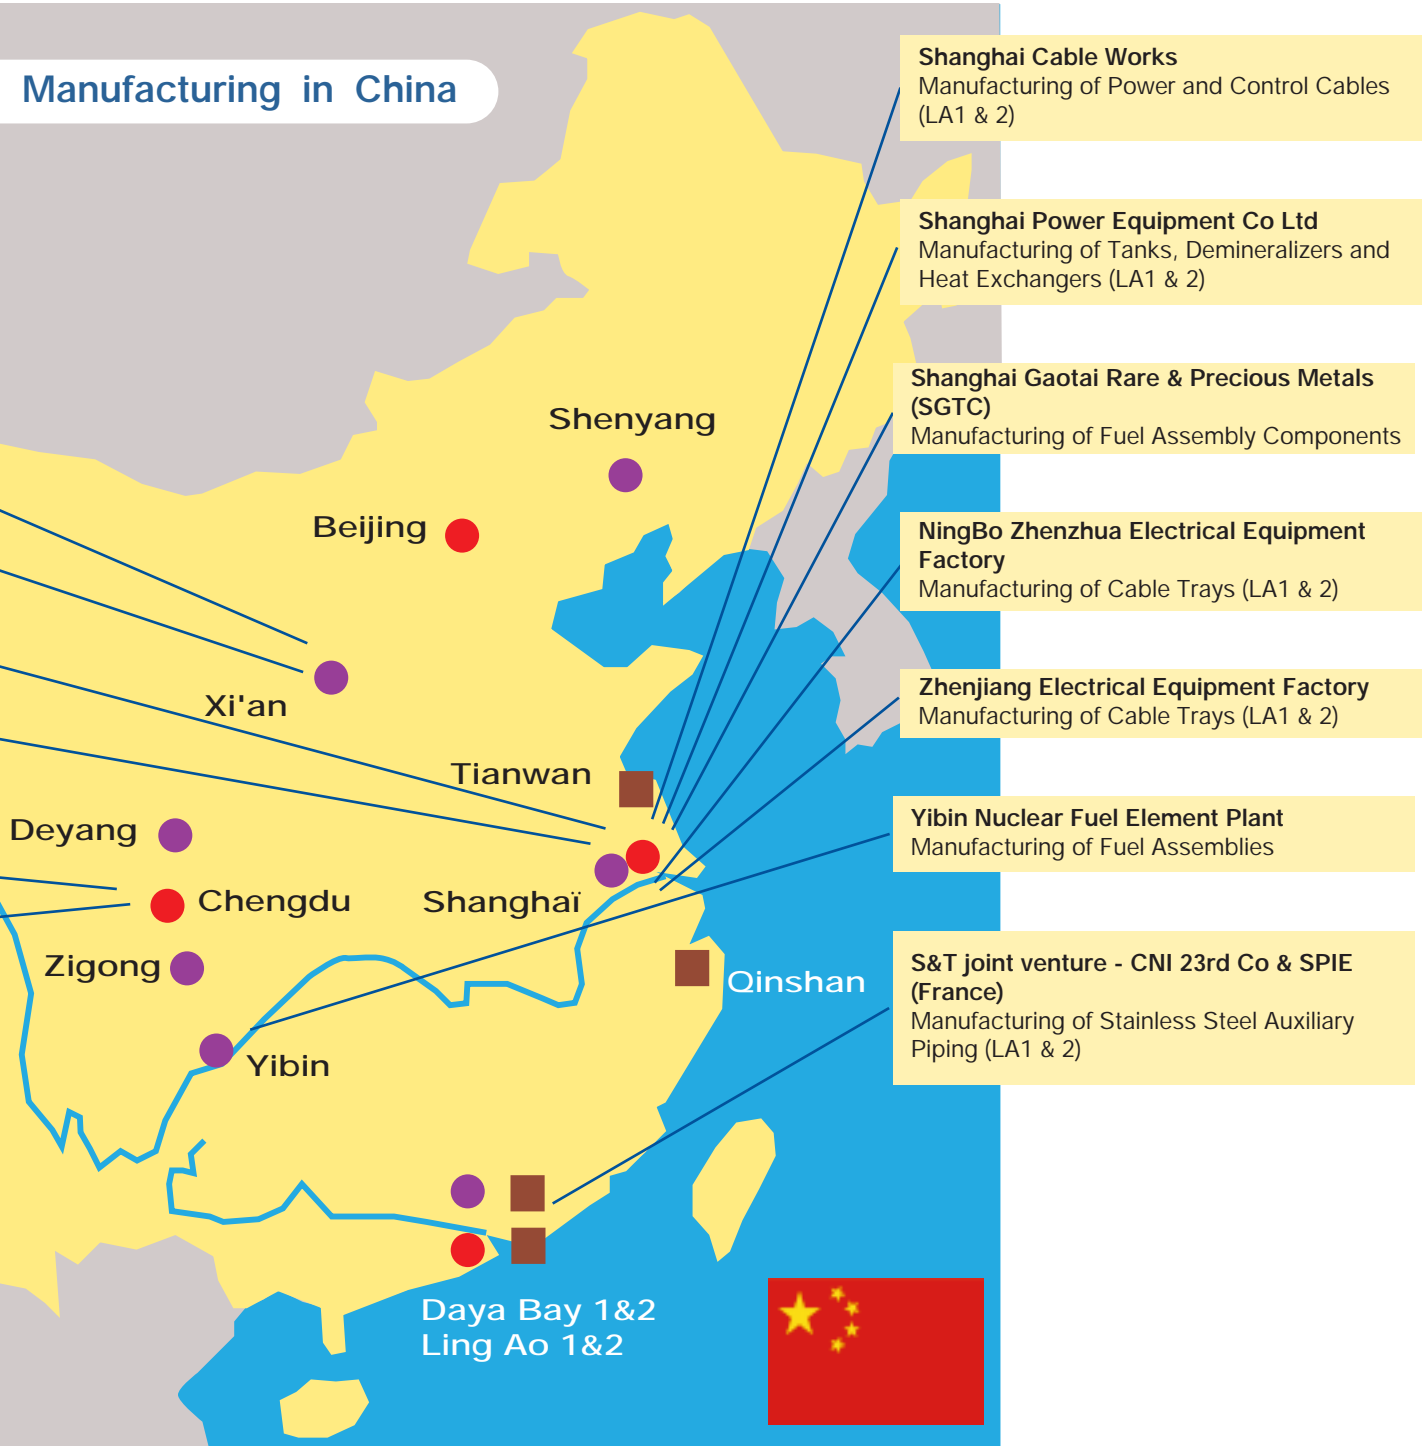 Manufacturing in China
Shanghai Cable Works
Manufacturing of Power and Control Cables
(LA1 & 2)
Shanghai Power Equipment Co Ltd
Manufacturing of Tanks, Demineralizers and
Heat Exchangers (LA1 & 2)
Shanghai Gaotai Rare & Precious Metals
(SGTC)
Manufacturing of Fuel Assembly Components
Shenyang
Beijing
NingBo Zhenzhua Electrical Equipment
Factory
Manufacturing of Cable Trays (LA1 & 2)
Xi'an
Zhenjiang Electrical Equipment Factory
Manufacturing of Cable Trays (LA1 & 2)
Tianwan
Deyang
Yibin Nuclear Fuel Element Plant
Manufacturing of Fuel Assemblies
Chengdu
Shanghaï
Zigong
Qinshan
S&T joint venture - CNI 23rd Co & SPIE
(France)
Manufacturing of Stainless Steel Auxiliary
Piping (LA1 & 2)
Yibin
Daya Bay 1&2
Ling Ao 1&2